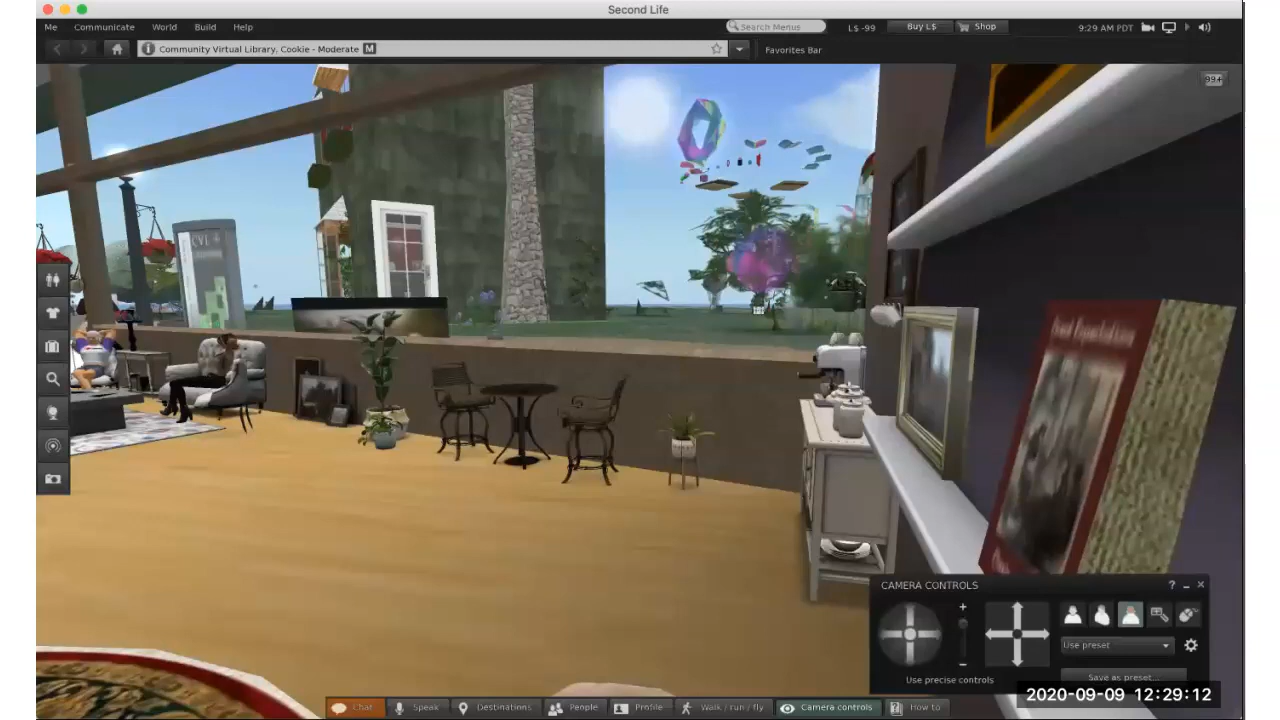 Second Life
Me Communicate World Build Help
Search Menus
L$ -99
Buy L$
Shop
9:29 AM PDT
Community Virtual Library, Cookie - Moderate M
Favorites Bar
99+
CVL
CAMERA CONTROLS
?
Use preset
Use precise controls
Save as preset...
2020-09-09 12:29:12
Chat Speak Destinations People Profile Walk / run / fly Camera controls How to